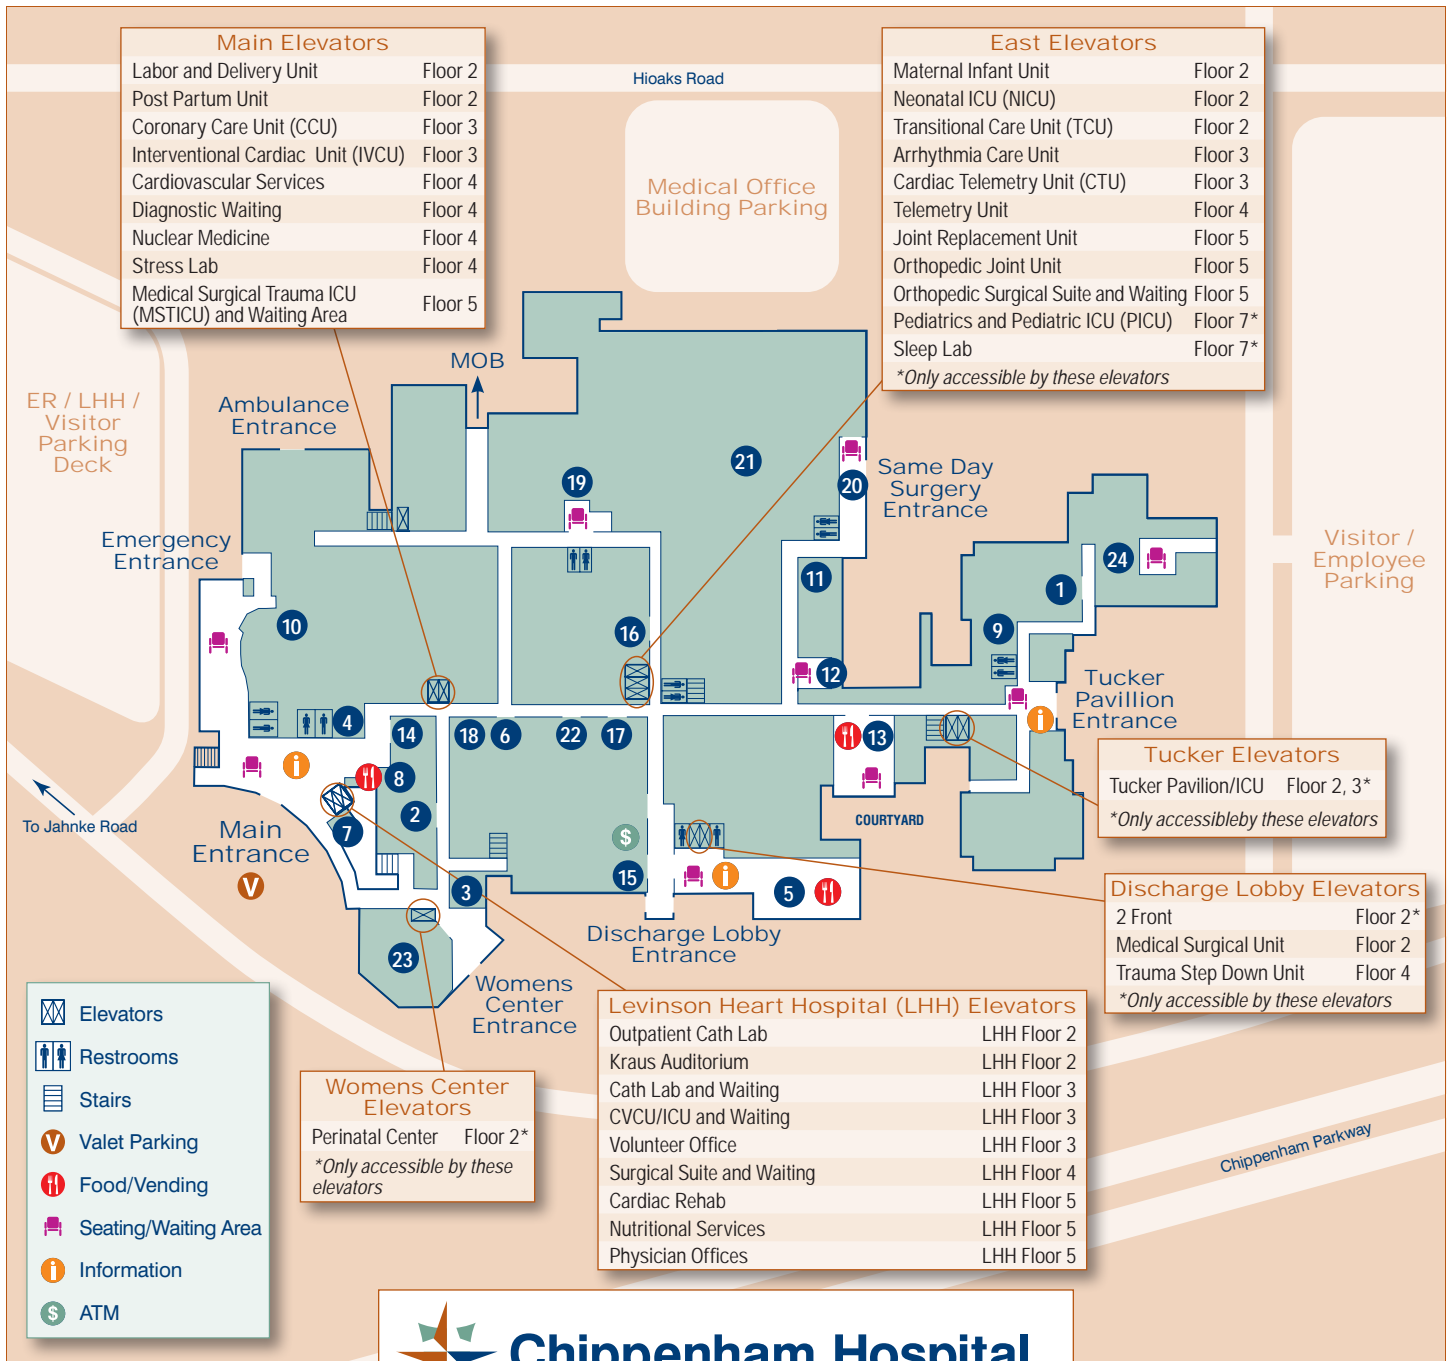 Main Elevators
Labor and Delivery Unit Floor 2
Post Partum Unit Floor 2
Coronary Care Unit (CCU) Floor 3
Interventional Cardiac Unit (IVCU) Floor 3
Cardiovascular Services Floor 4
Diagnostic Waiting Floor 4
Nuclear Medicine Floor 4
Stress Lab Floor 4
Medical Surgical Trauma ICU
(MSTICU) and Waiting Area Floor 5
Hioaks Road
Medical Office
Building Parking
East Elevators
Maternal Infant Unit Floor 2
Neonatal ICU (NICU) Floor 2
Transitional Care Unit (TCU) Floor 2
Arrhythmia Care Unit Floor 3
Cardiac Telemetry Unit (CTU) Floor 3
Telemetry Unit Floor 4
Joint Replacement Unit Floor 5
Orthopedic Joint Unit Floor 5
Orthopedic Surgical Suite and Waiting Floor 5
Pediatrics and Pediatric ICU (PICU) Floor 7*
Sleep Lab Floor 7*
*Only accessible by these elevators
ER / LHH /
Visitor
Parking
Deck
MOB
Ambulance
Entrance
Emergency
Entrance
Same Day
Surgery
Entrance
Visitor /
Employee
Parking
21
19
20
24
11
1
10
16
9
12
Tucker
Pavillion
Entrance
4
14
18
6
22
17
13
8
2
7
To Jahnke Road
Main
Entrance
V
$
COURTYARD
15
3
5
23
Discharge Lobby
Entrance
Womens
Center
Entrance
Tucker Elevators
Tucker Pavilion/ICU Floor 2, 3*
*Only accessibleby these elevators
Discharge Lobby Elevators
2 Front Floor 2*
Medical Surgical Unit Floor 2
Trauma Step Down Unit Floor 4
*Only accessible by these elevators
Levinson Heart Hospital (LHH) Elevators
Outpatient Cath Lab LHH Floor 2
Kraus Auditorium LHH Floor 2
Cath Lab and Waiting LHH Floor 3
CVCU/ICU and Waiting LHH Floor 3
Volunteer Office LHH Floor 3
Surgical Suite and Waiting LHH Floor 4
Cardiac Rehab LHH Floor 5
Nutritional Services LHH Floor 5
Physician Offices LHH Floor 5
Womens Center
Elevators
Perinatal Center Floor 2*
*Only accessible by these
elevators
Chippenham Parkway
Elevators
Restrooms
Stairs
V Valet Parking
Food/Vending
Seating/Waiting Area
i Information
$ ATM
Chippenham Hospital